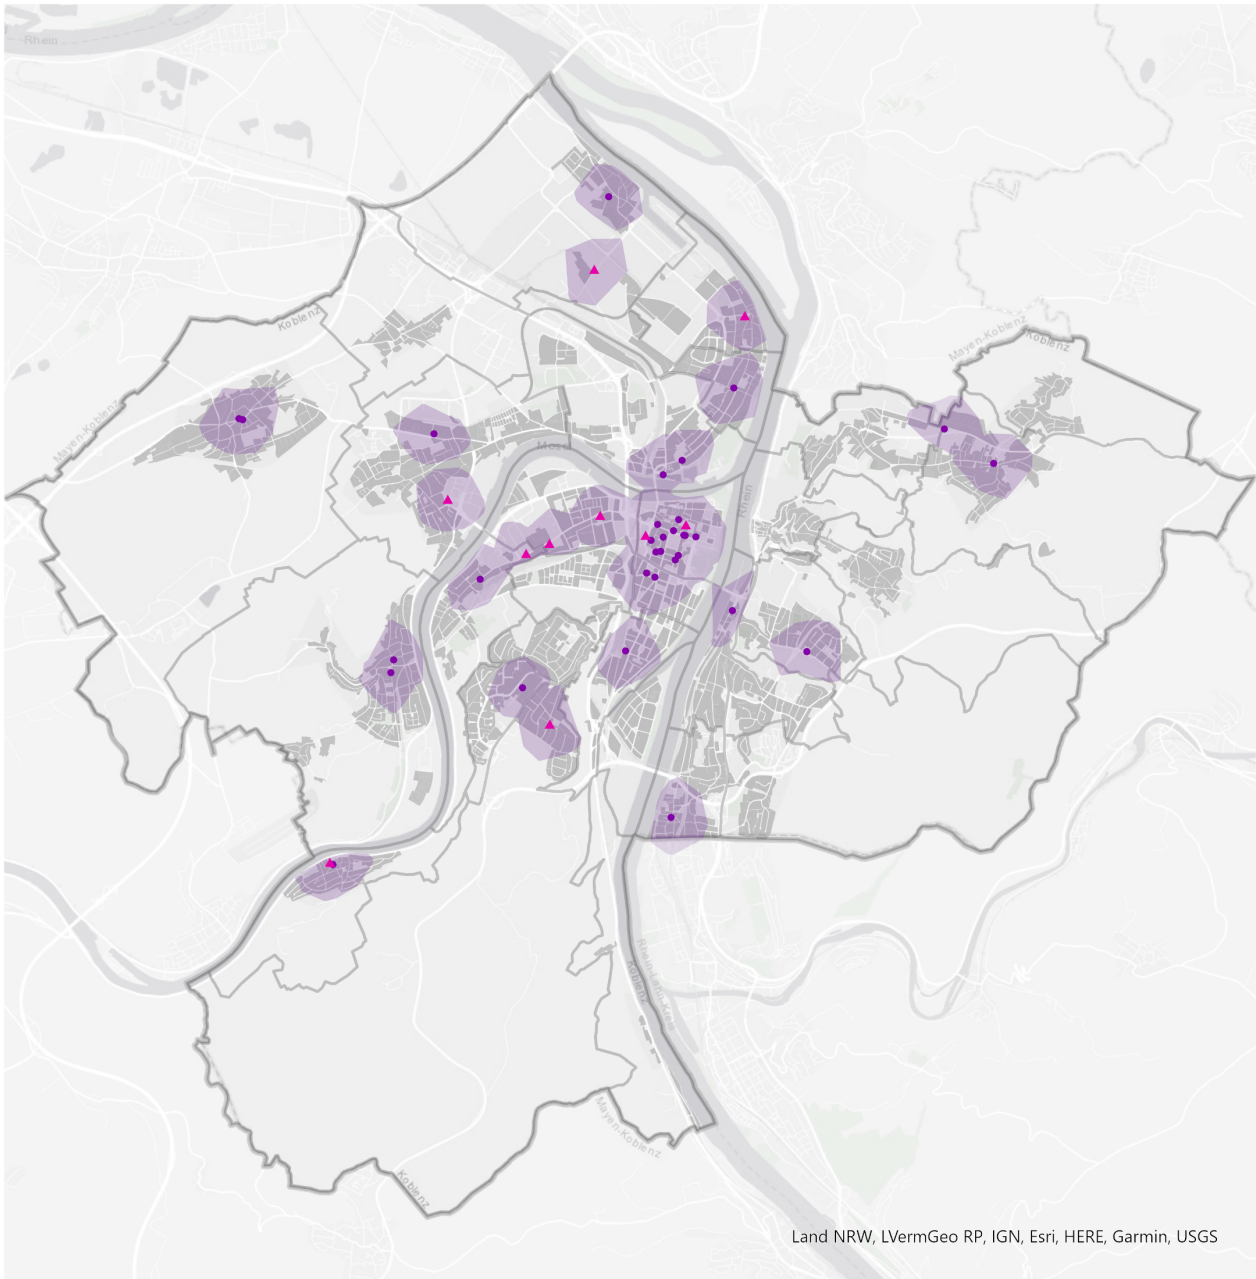 Rhein
Koblenz
Mayen-Koblenz
Koblenz
Mayen-Koblenz
Mosel
Rhein
Rhein-Lahn-Kreis
Koblenz
Mayen-Koblenz
Koblenz
Land NRW, LVermGeo RP, IGN, Esri, HERE, Garmin, USGS